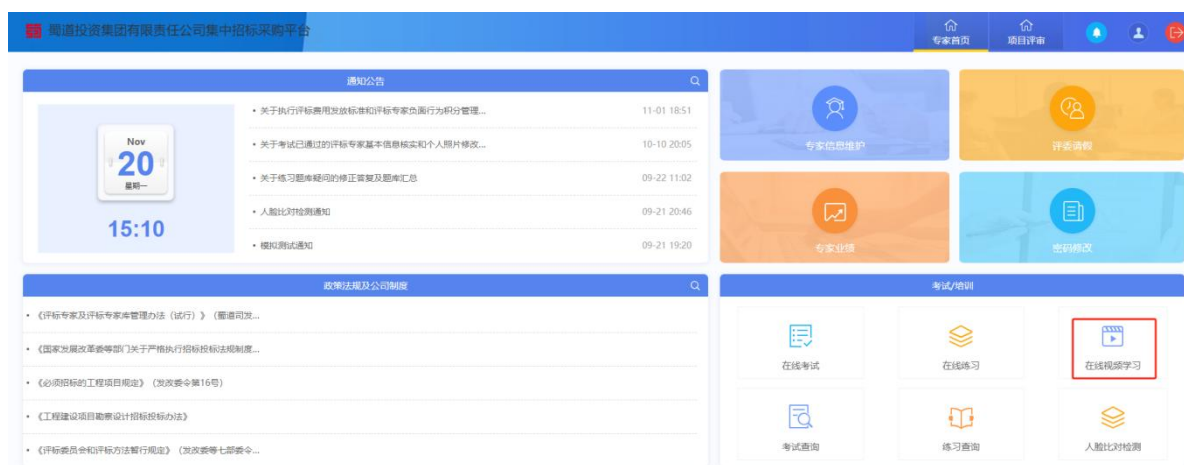 蜀道投资集团有限责任公司集中招标采购平台
专家首页
项目评审
通知公告
Nov
20
星期一
15:10
• 关于执行评标费用发放标准和评标专家负面行为积分管理... 11-01 18:51
• 关于考试已通过的评标专家基本信息核实和个人照片修改... 10-10 20:05
• 关于练习题库疑问的修正答复及题库汇总 09-22 11:02
• 人脸比对检测通知 09-21 20:46
• 模拟测试通知 09-21 19:20
专家信息维护
评委请假
专家业绩
密码修改
政策法规及公司制度
• 《评标专家及评标专家库管理办法（试行）》（蜀道司发...
• 《国家发展改革委等部门关于严格执行招标投标法规制度...
• 《必须招标的工程项目规定》（发改委令第16号）
• 《工程建设项目勘察设计招标投标办法》
• 《评标委员会和评标方法暂行规定》（发改委等七部委令...
考试/培训
在线考试
在线练习
在线视频学习
考试查询
练习查询
人脸比对检测